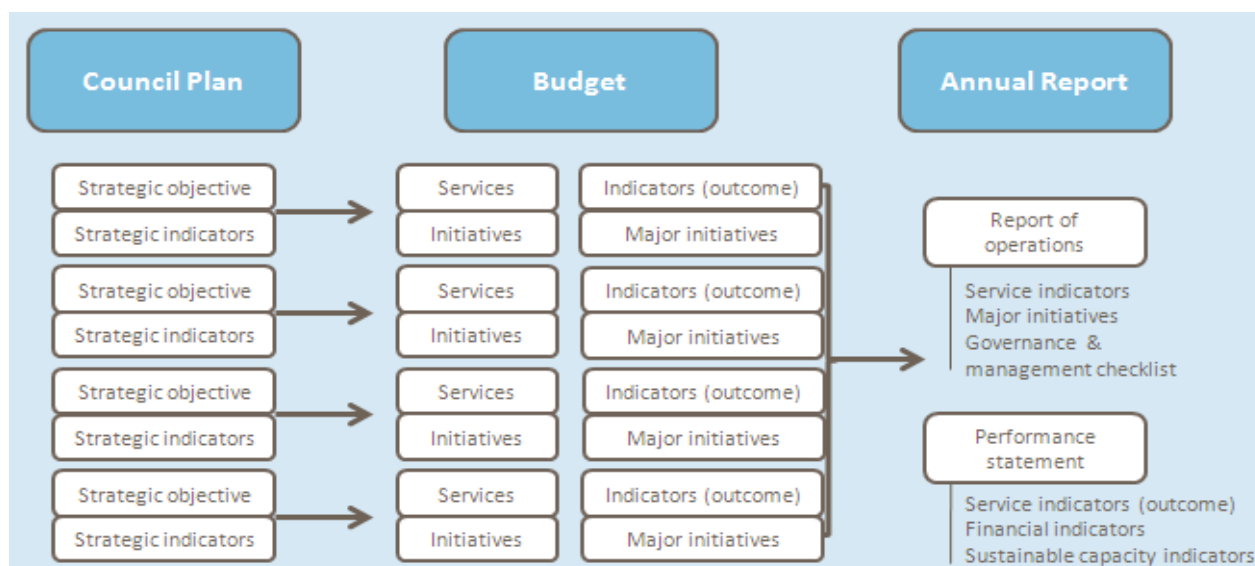 Council Plan
Budget
Annual Report
Strategic objective
Strategic indicators
Services
Initiatives
Indicators (outcome)
Major initiatives
Strategic objective
Strategic indicators
Services
Initiatives
Indicators (outcome)
Major initiatives
Strategic objective
Strategic indicators
Services
Initiatives
Indicators (outcome)
Major initiatives
Strategic objective
Strategic indicators
Services
Initiatives
Indicators (outcome)
Major initiatives
Report of
operations
Service indicators
Major initiatives
Governance &
management checklist
Performance
statement
Service indicators (outcome)
Financial indicators
Sustainable capacity indicators